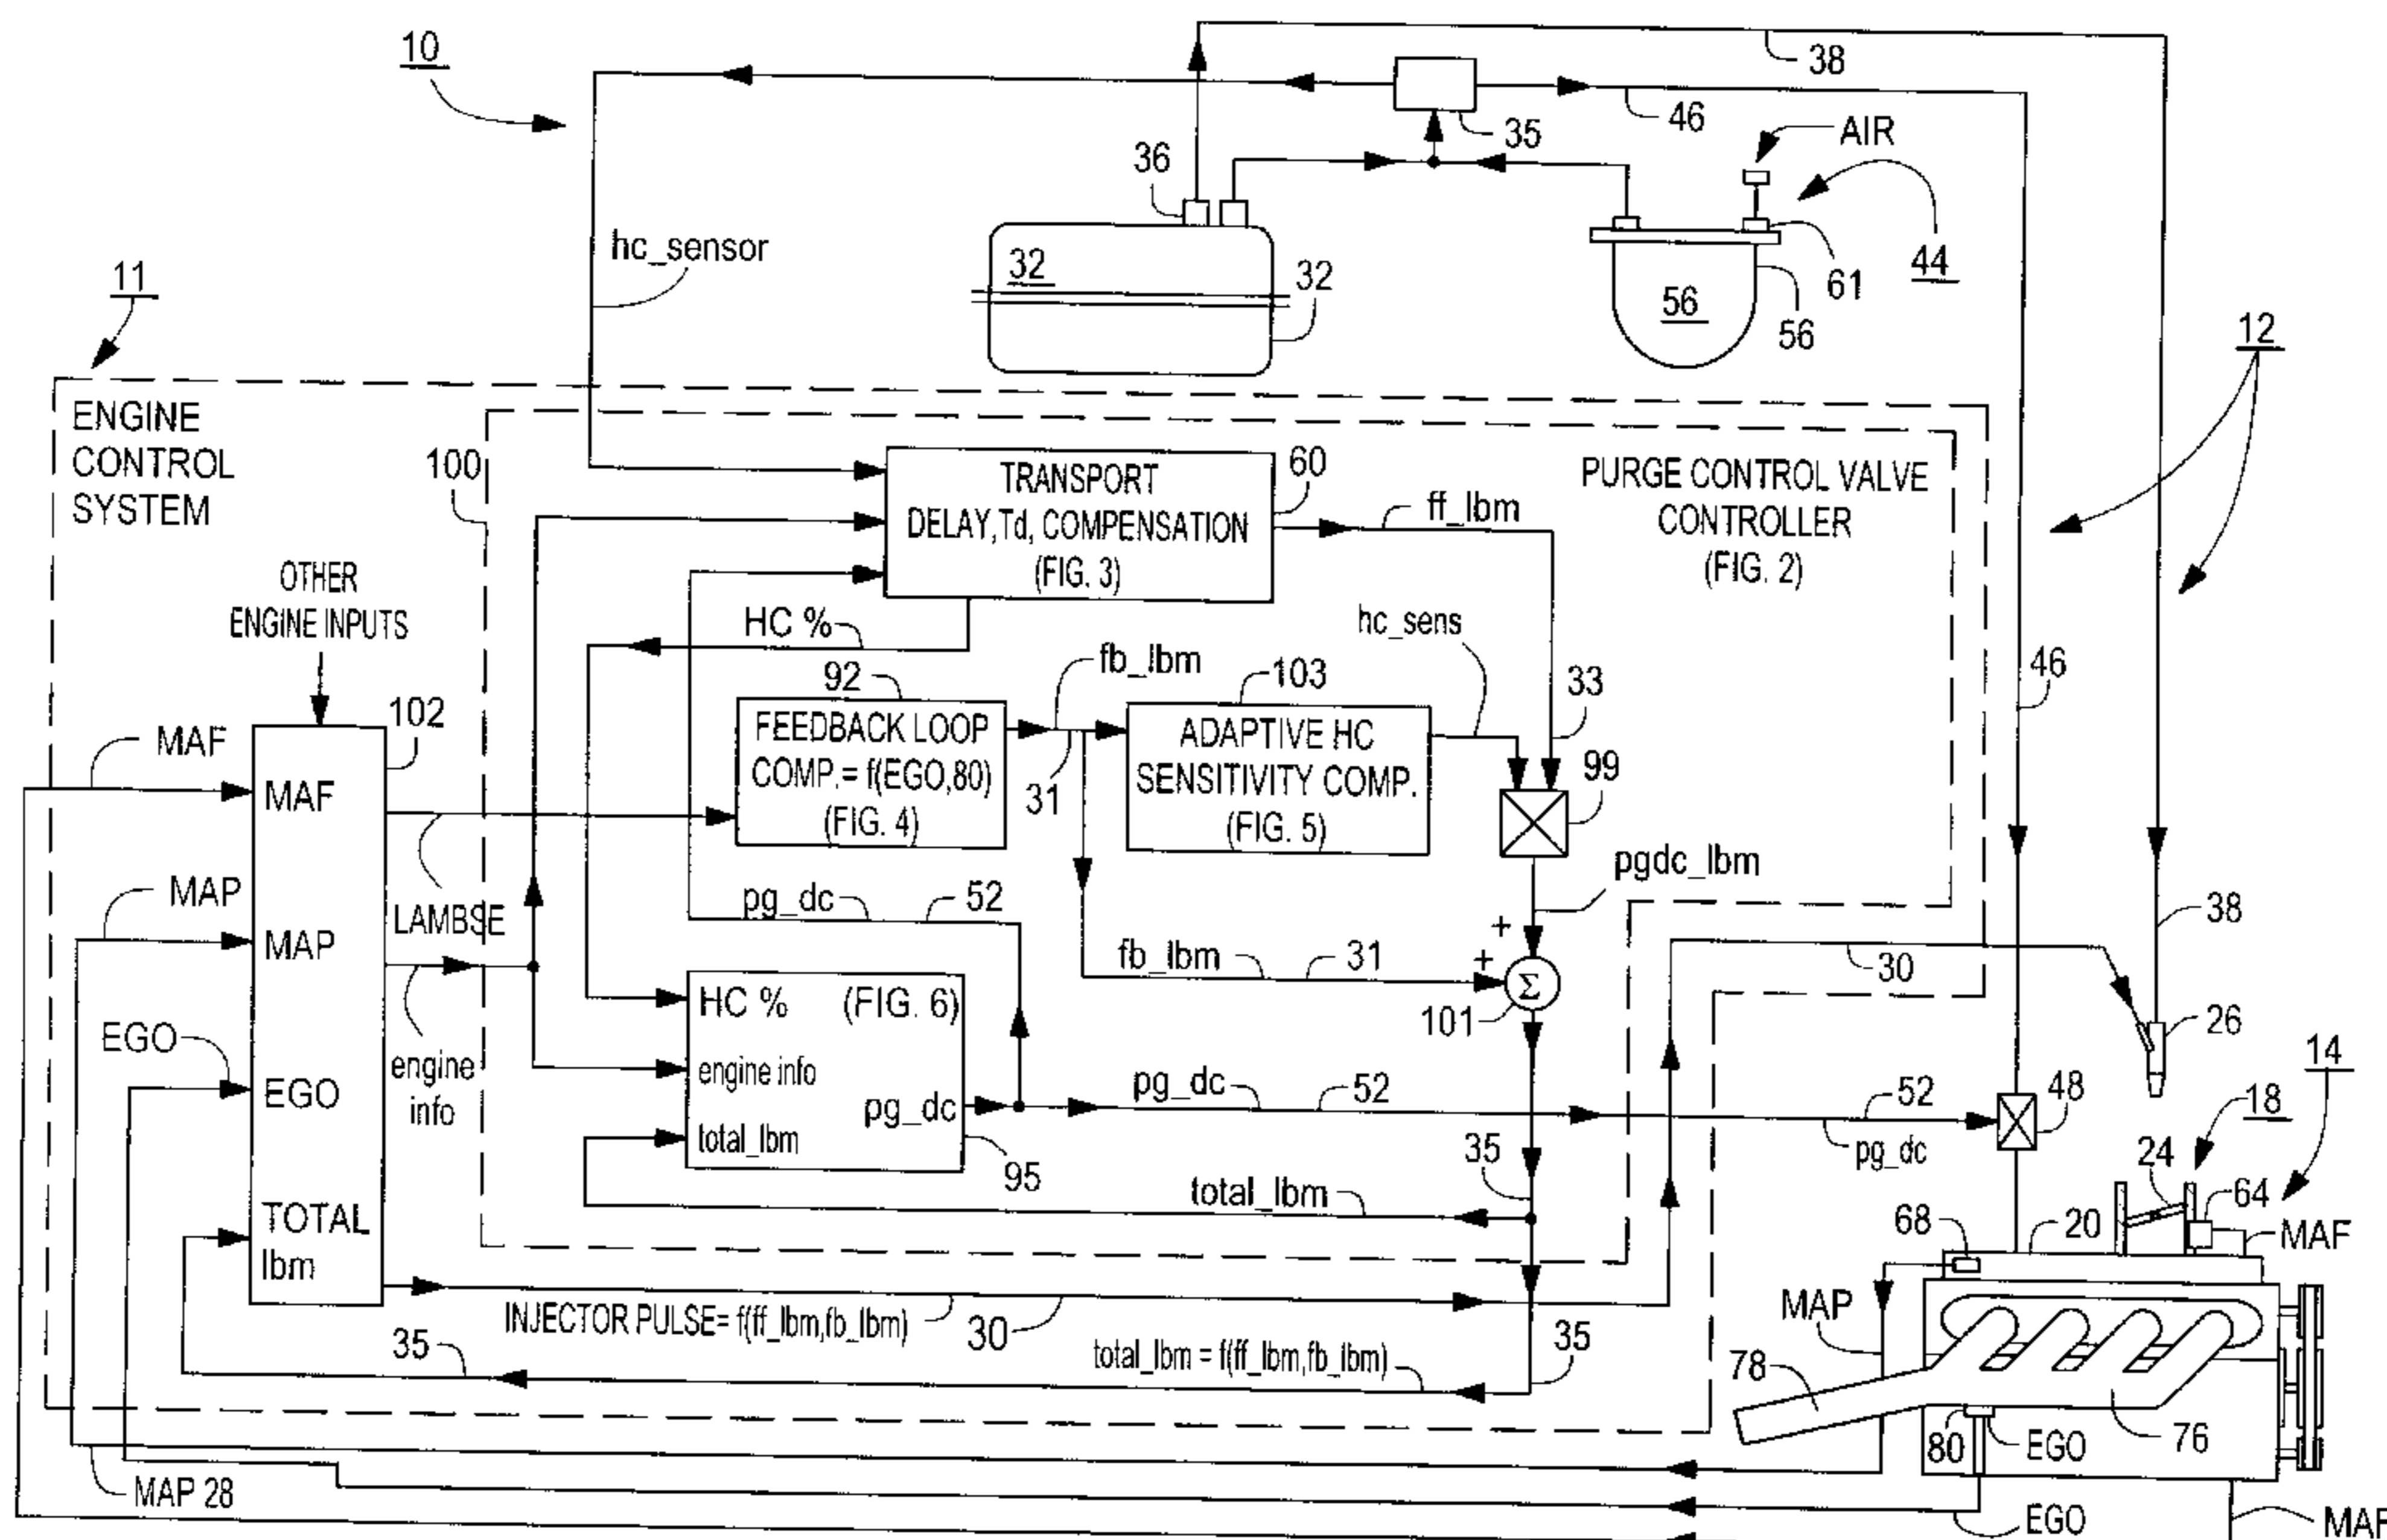 10
38
46
35
AIR
36
hc_sensor
32
32
61
44
56
56
11
12
ENGINE
CONTROL
SYSTEM
100
TRANSPORT
DELAY,Td, COMPENSATION
(FIG. 3)
60
ff_lbm
PURGE CONTROL VALVE
CONTROLLER
(FIG. 2)
OTHER
ENGINE INPUTS
HC %
hc_sens
fb_lbm
92
103
33
46
102
MAF
MAF
FEEDBACK LOOP
COMP.= f(EGO,80)
(FIG. 4)
31
ADAPTIVE HC
SENSITIVITY COMP.
(FIG. 5)
99
MAP
MAP
LAMBSE
pg_dc
52
pgdc_lbm
38
+
fb_lbm
31
+
Σ
101
30
26
HC %
(FIG. 6)
EGO
EGO
engine
info
engine info
pg_dc
total_lbm
95
pg_dc
52
52
pg_dc
48
14
18
24
64
35
total_lbm
TOTAL
lbm
68
20
MAF
INJECTOR PULSE= f(ff_lbm,fb_lbm)
30
MAP
35
total_lbm = f(ff_lbm,fb_lbm)
35
78
80
EGO
76
MAP 28
EGO